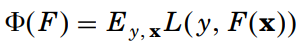 Φ(F) = E_{y,𝐱} L(y, F(𝐱))